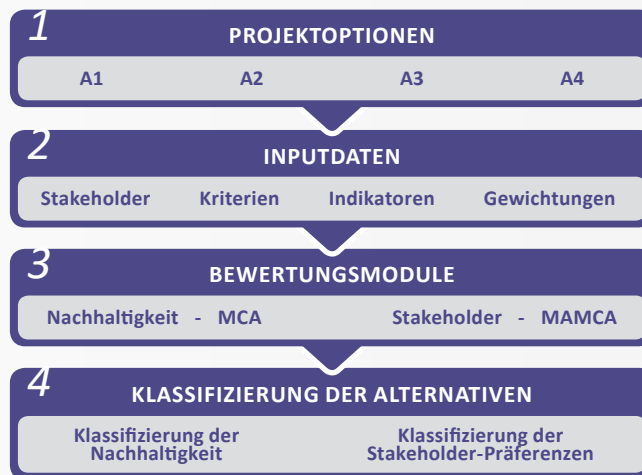 1 PROJEKTOPTIONEN
A1 A2 A3 A4
2 INPUTDATEN
Stakeholder Kriterien Indikatoren Gewichtungen
3 BEWERTUNGSMODULE
Nachhaltigkeit - MCA Stakeholder - MAMCA
4 KLASSIFIZIERUNG DER ALTERNATIVEN
Klassifizierung der
Nachhaltigkeit
Klassifizierung der
Stakeholder-Präferenzen